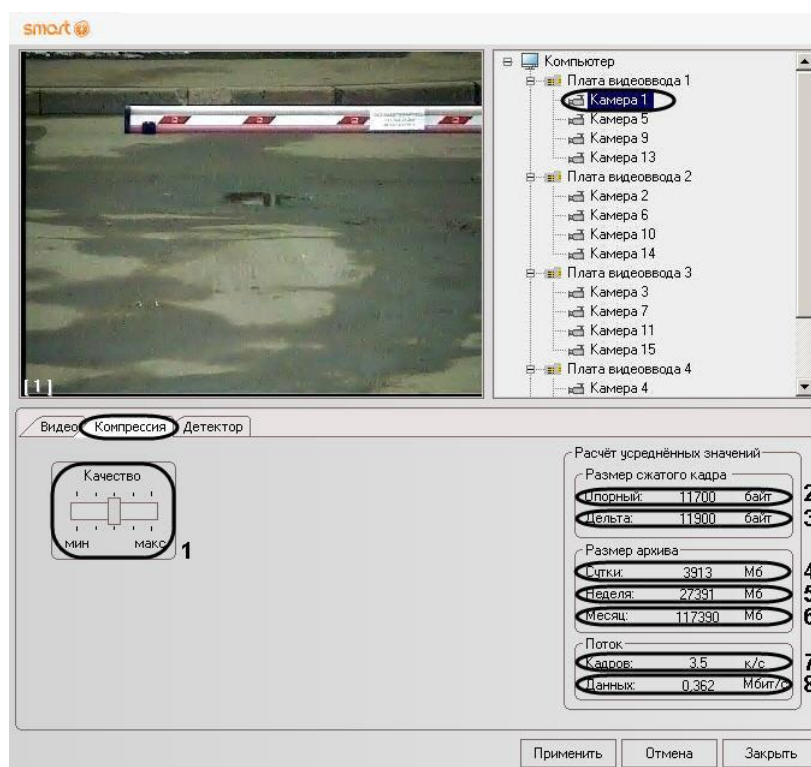 smart
Компьютер
Плата видеоввода 1
Камера 1
Камера 5
Камера 9
Камера 13
Плата видеоввода 2
Камера 2
Камера 6
Камера 10
Камера 14
Плата видеоввода 3
Камера 3
Камера 7
Камера 11
Камера 15
Плата видеоввода 4
Камера 4
[1]
Видео Компрессия Детектор
Качество
мин макс
1
Расчёт усреднённых значений
Размер сжатого кадра
Опорный: 11700 байт 2
Дельта: 11900 байт 3
Размер архива
Сутки: 3913 Мб 4
Неделя: 27391 Мб 5
Месяц: 117390 Мб 6
Поток
Кадров: 3.5 к/с 7
Данных: 0,362 Мбит/с 8
Применить Отмена Закрыть